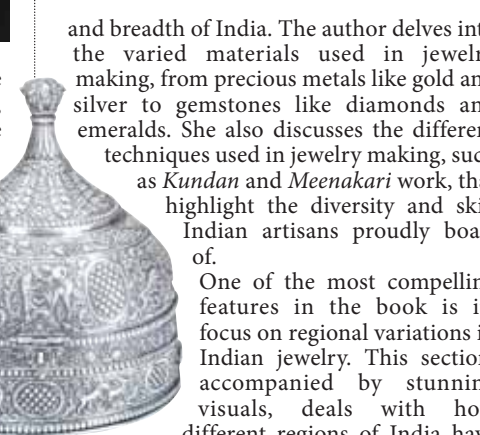 and breadth of India. The author delves int
the varied materials used in jewelr
making, from precious metals like gold an
silver to gemstones like diamonds an
emeralds. She also discusses the differen
techniques used in jewelry making, suc
as Kundan and Meenakari work, tha
highlight the diversity and ski
Indian artisans proudly boa
of.
One of the most compellin
features in the book is i
focus on regional variations i
Indian jewelry. This section
accompanied by stunnin
visuals, deals with ho
different regions of India hav